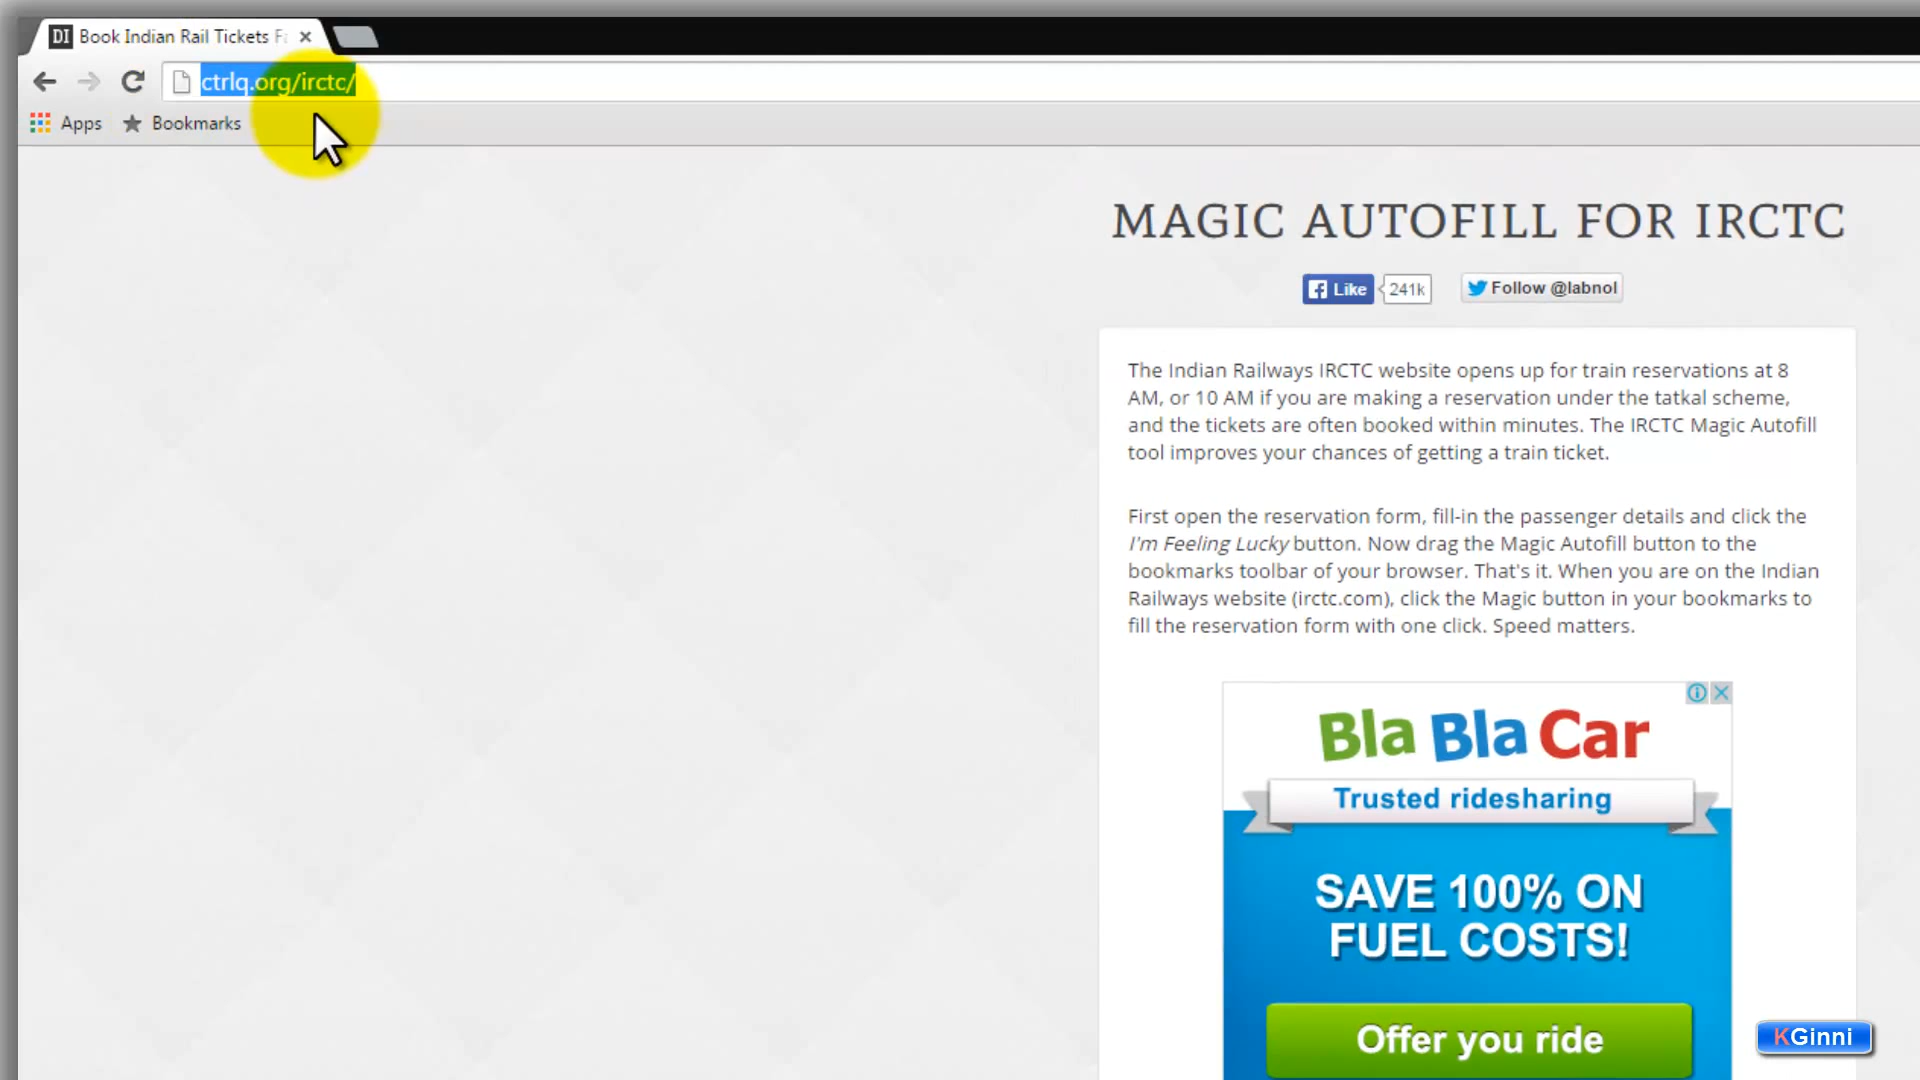 DI Book Indian Rail Tickets Fa
ctrlq.org/irctc/
Apps Bookmarks
MAGIC AUTOFILL FOR IRCTC
Like 241k Follow @labnol
The Indian Railways IRCTC website opens up for train reservations at 8
AM, or 10 AM if you are making a reservation under the tatkal scheme,
and the tickets are often booked within minutes. The IRCTC Magic Autofill
tool improves your chances of getting a train ticket.
First open the reservation form, fill-in the passenger details and click the
I'm Feeling Lucky button. Now drag the Magic Autofill button to the
bookmarks toolbar of your browser. That's it. When you are on the Indian
Railways website (irctc.com), click the Magic button in your bookmarks to
fill the reservation form with one click. Speed matters.
Bla Bla Car
Trusted ridesharing
SAVE 100% ON
FUEL COSTS!
Offer you ride
KGinni